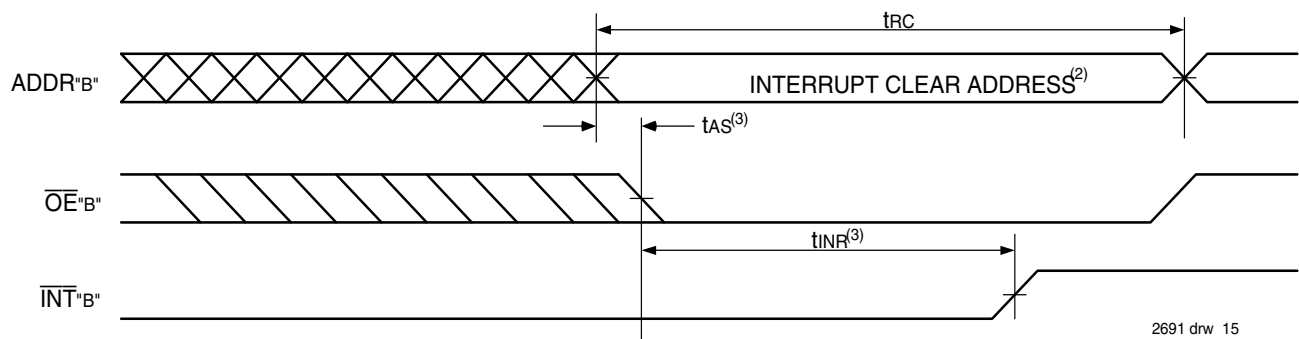 tRC
ADDR"B"
INTERRUPT CLEAR ADDRESS(2)
tAS(3)
OE"B"
tINR(3)
INT"B"
2691 drw 15